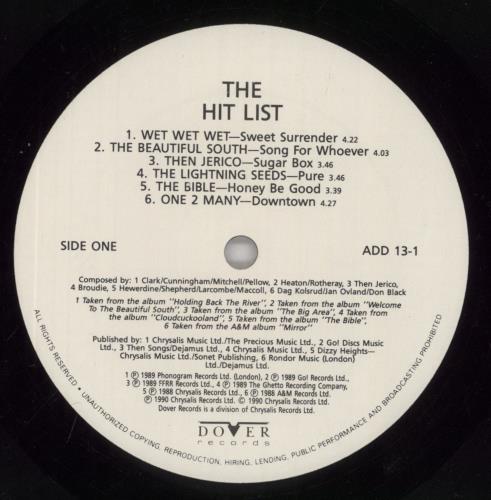 THE
HIT LIST
1. WET WET WET—Sweet Surrender 4.22
2. THE BEAUTIFUL SOUTH—Song For Whoever 4.03
3. THEN JERICO—Sugar Box 3.46
4. THE LIGHTNING SEEDS—Pure 3.46
5. THE BIBLE—Honey Be Good 3.39
6. ONE 2 MANY—Downtown 4.27
SIDE ONE
ADD 13-1
Composed by: 1 Clark/Cunningham/Mitchell/Pellow, 2 Heaton/Rotheray, 3 Then Jerico,
4 Broudie, 5 Hewerdine/Shepherd/Larcombe/Maccoll, 6 Dag Kolsrud/Jan Ovland/Don Black
1 Taken from the album "Holding Back The River", 2 Taken from the album "Welcome
To The Beautiful South", 3 Taken from the album "The Big Area", 4 Taken from
the album "Cloudcuckooland", 5 Taken from the album "The Bible",
6 Taken from the A&M album "Mirror"
Published by: 1 Chrysalis Music Ltd./The Precious Music Ltd., 2 Go! Discs Music
Ltd., 3 Then Songs/Dejamus Ltd., 4 Chrysalis Music Ltd., 5 Dizzy Heights—
Chrysalis Music Ltd./Sonet Publishing, 6 Rondor Music (London)
Ltd./Dejamus Ltd.
1 ℗ 1989 Phonogram Records Ltd. (London), 2 ℗ 1989 Go! Records Ltd.,
3 ℗ 1989 FFRR Records Ltd., 4 ℗ 1989 The Ghetto Recording Company,
5 ℗ 1988 Chrysalis Records Ltd., 6 ℗ 1988 A&M Records Ltd.
℗ 1990 Chrysalis Records Ltd. © 1990 Chrysalis Records Ltd.
Dover Records is a division of Chrysalis Records Ltd.
DOVER
records
ALL RIGHTS RESERVED • UNAUTHORIZED COPYING, REPRODUCTION, HIRING, LENDING, PUBLIC PERFORMANCE AND BROADCASTING PROHIBITED